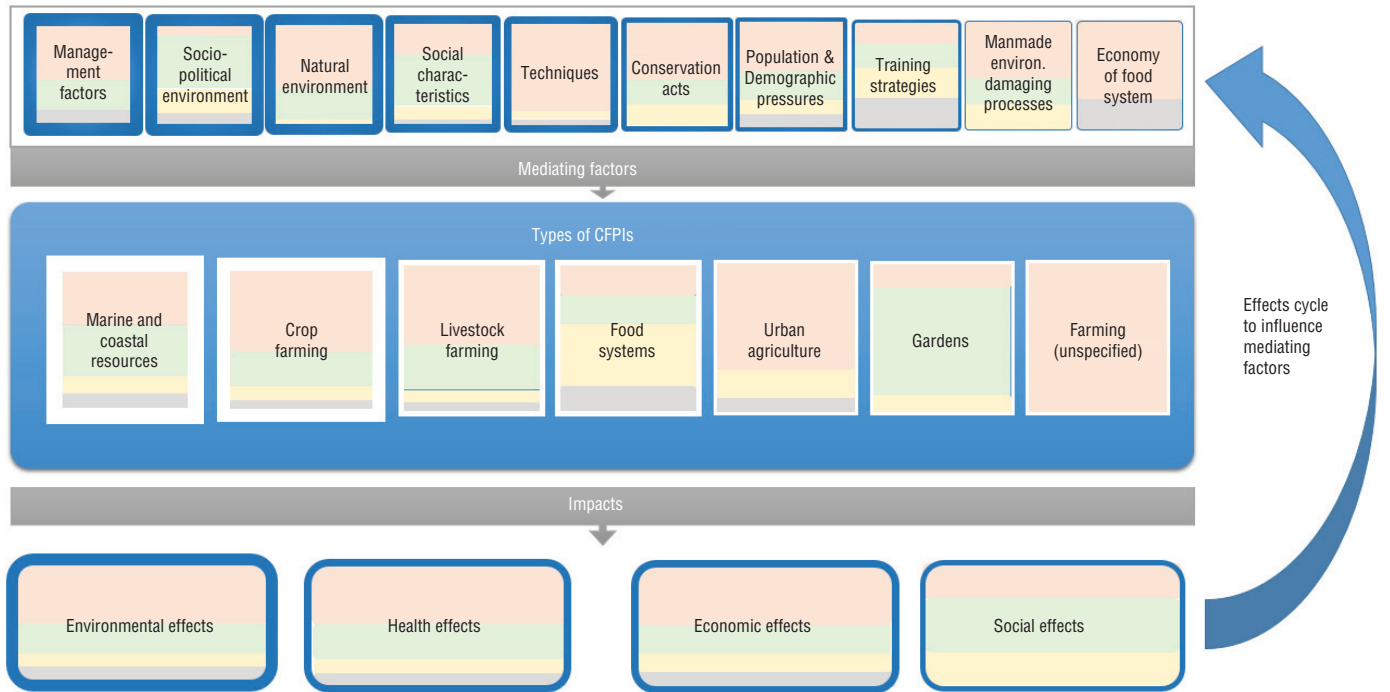 Manage-
ment
factors
Socio-
political
environment
Natural
environment
Social
charac-
teristics
Techniques
Conservation
acts
Population &
Demographic
pressures
Training
strategies
Manmade
environ.
damaging
processes
Economy
of food
system
Mediating factors
Types of CFPIs
Marine and
coastal
resources
Crop
farming
Livestock
farming
Food
systems
Urban
agriculture
Gardens
Farming
(unspecified)
Effects cycle
to influence
mediating
factors
Impacts
Environmental effects
Health effects
Economic effects
Social effects